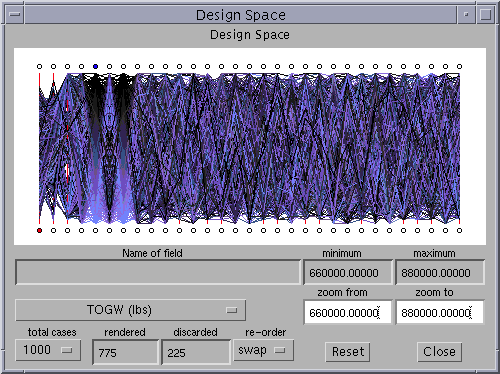 Design Space
Design Space
Name of field minimum maximum
660000.00000 880000.00000
zoom from zoom to
TOGW (lbs) 660000.00000 880000.00000
total cases rendered discarded re-order
1000 775 225 swap Reset Close